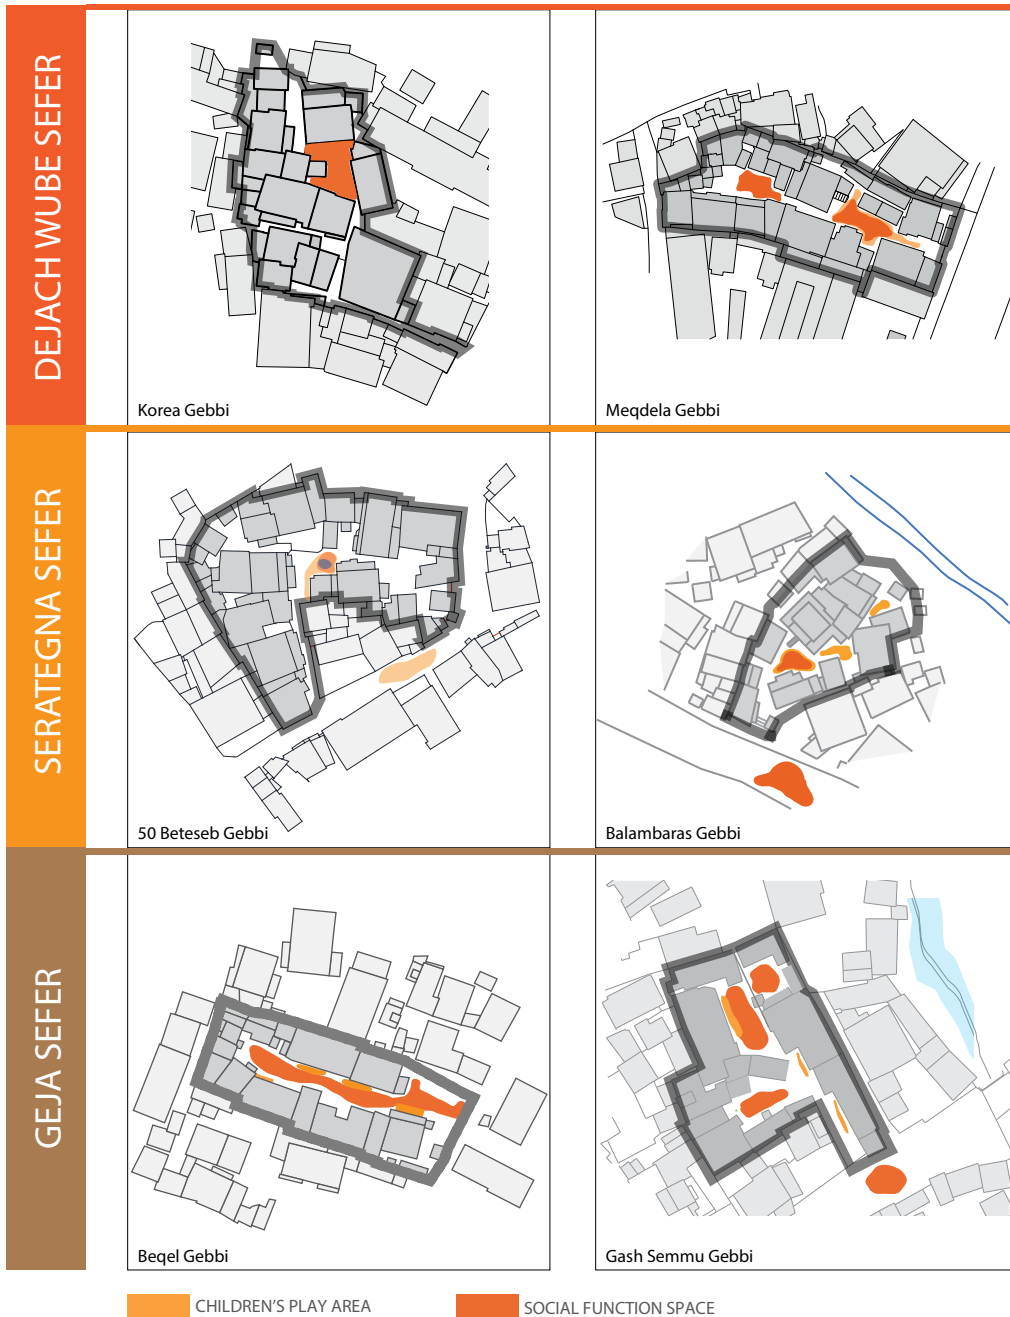 DEJACH WUBE SEFER
Korea Gebbi
Meqdela Gebbi
SERATEGNA SEFER
50 Beteseb Gebbi
Balambaras Gebbi
GEJA SEFER
Beqel Gebbi
Gash Semmu Gebbi
CHILDREN'S PLAY AREA
SOCIAL FUNCTION SPACE